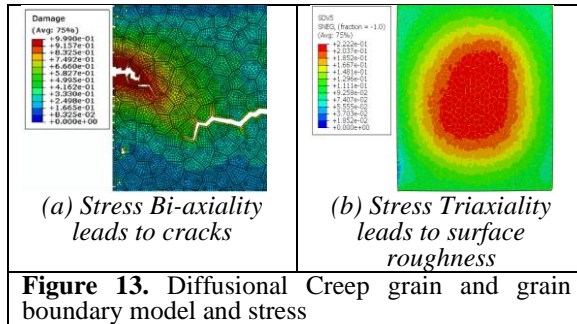 Damage
(Avg: 75%)
+9.990e-01
+9.157e-01
+8.325e-01
+7.492e-01
+6.660e-01
+5.827e-01
+4.995e-01
+4.162e-01
+3.330e-01
+2.498e-01
+1.665e-01
+8.325e-02
+0.000e+00
SDV5
SNEG, (fraction = -1.0)
(Avg: 75%)
+2.222e-01
+2.037e-01
+1.852e-01
+1.667e-01
+1.481e-01
+1.296e-01
+1.111e-01
+9.259e-02
+7.407e-02
+5.555e-02
+3.703e-02
+1.852e-02
+0.000e+00
(a) Stress Bi-axiality
leads to cracks
(b) Stress Triaxiality
leads to surface
roughness
Figure 13. Diffusional Creep grain and grain
boundary model and stress